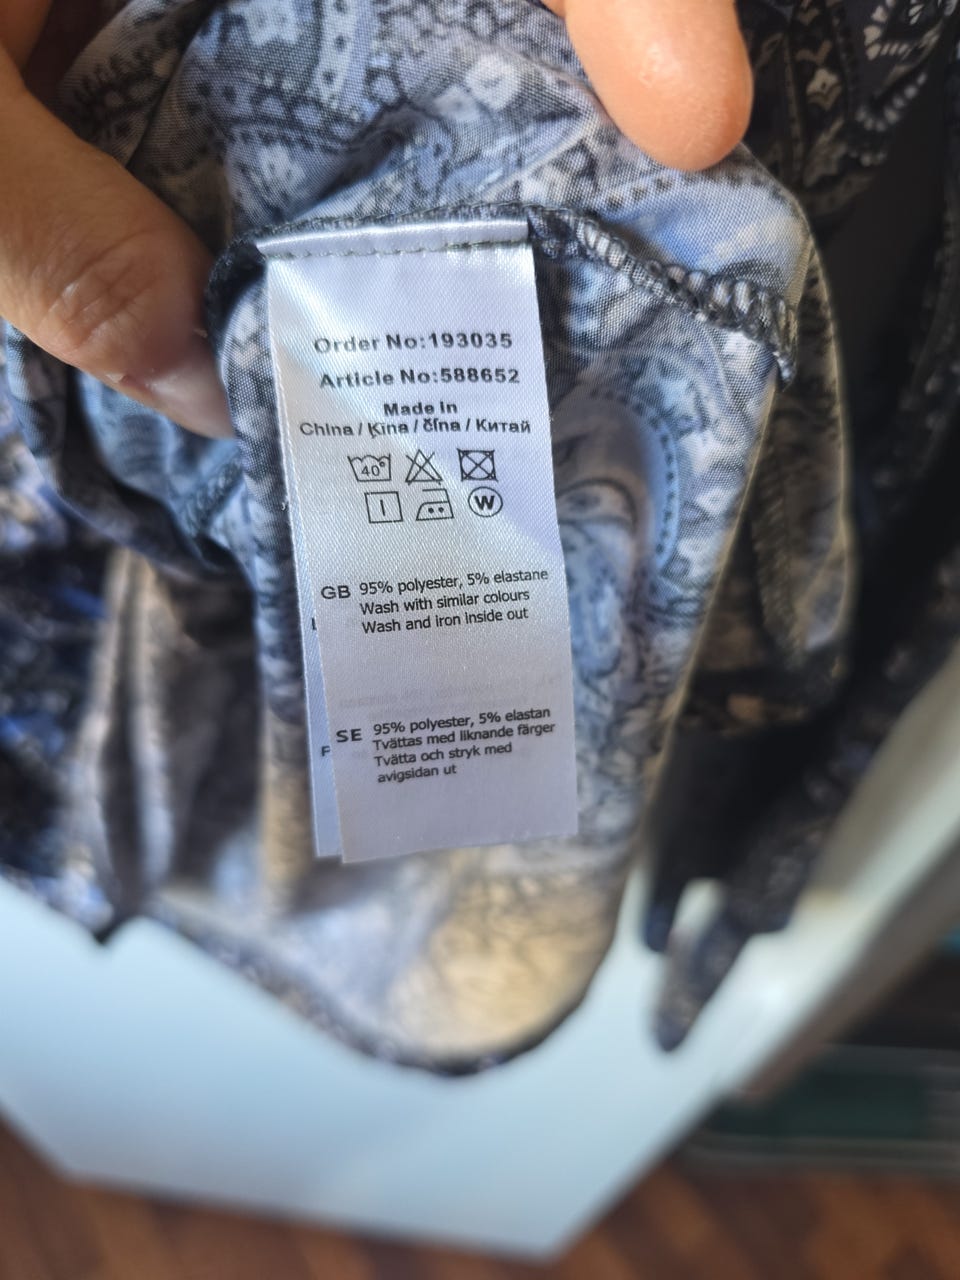 Order No:193035
Article No:588652
Made in
China / Ķīna / čína / Китай
40°
W
GB 95% polyester, 5% elastane
Wash with similar colours
Wash and iron inside out
SE 95% polyester, 5% elastan
Tvättas med liknande färger
Tvätta och stryk med
avigsidan ut